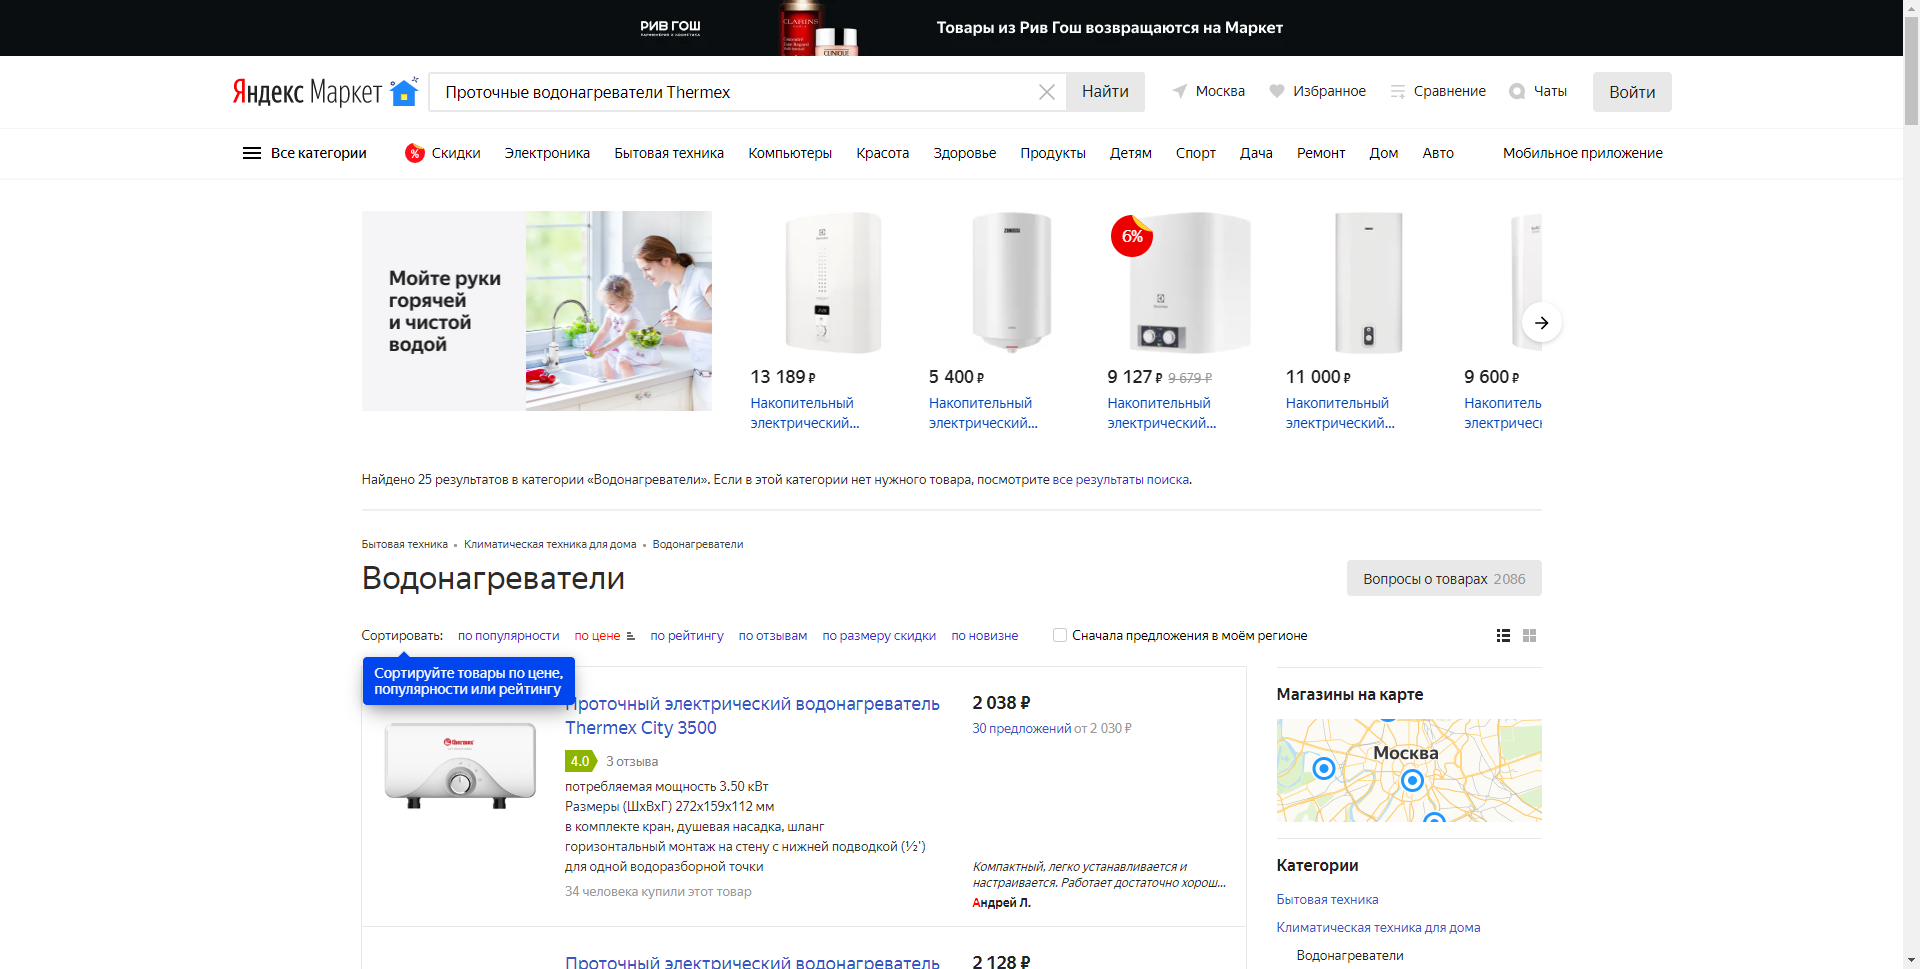 РИВ ГОШ
CLARINS
CLINIQUE
Товары из Рив Гош возвращаются на Маркет
Яндекс Маркет
Проточные водонагреватели Thermex
Найти
Москва
Избранное
Сравнение
Чаты
Войти
Все категории
% Скидки
Электроника
Бытовая техника
Компьютеры
Красота
Здоровье
Продукты
Детям
Спорт
Дача
Ремонт
Дом
Авто
Мобильное приложение
Мойте руки
горячей
и чистой
водой
13 189 ₽
Накопительный
электрический...
ZANUSSI
5 400 ₽
Накопительный
электрический...
6%
9 127 ₽ 9 679 ₽
Накопительный
электрический...
11 000 ₽
Накопительный
электрический...
9 600 ₽
Накопитель
электричес
Найдено 25 результатов в категории «Водонагреватели». Если в этой категории нет нужного товара, посмотрите все результаты поиска.
Бытовая техника • Климатическая техника для дома • Водонагреватели
Водонагреватели
Вопросы о товарах 2086
Сортировать: по популярности по цене по рейтингу по отзывам по размеру скидки по новизне
Сначала предложения в моём регионе
Сортируйте товары по цене,
популярности или рейтингу
thermex
Проточный электрический водонагреватель
Thermex City 3500
4.0 3 отзыва
потребляемая мощность 3.50 кВт
Размеры (ШхВхГ) 272х159х112 мм
в комплекте кран, душевая насадка, шланг
горизонтальный монтаж на стену с нижней подводкой (½')
для одной водоразборной точки
34 человека купили этот товар
2 038 ₽
30 предложений от 2 030 ₽
Компактный, легко устанавливается и
настраивается. Работает достаточно хорош...
Андрей Л.
Проточный электрический водонагреватель
2 128 ₽
Магазины на карте
Москва
Категории
Бытовая техника
Климатическая техника для дома
Водонагреватели